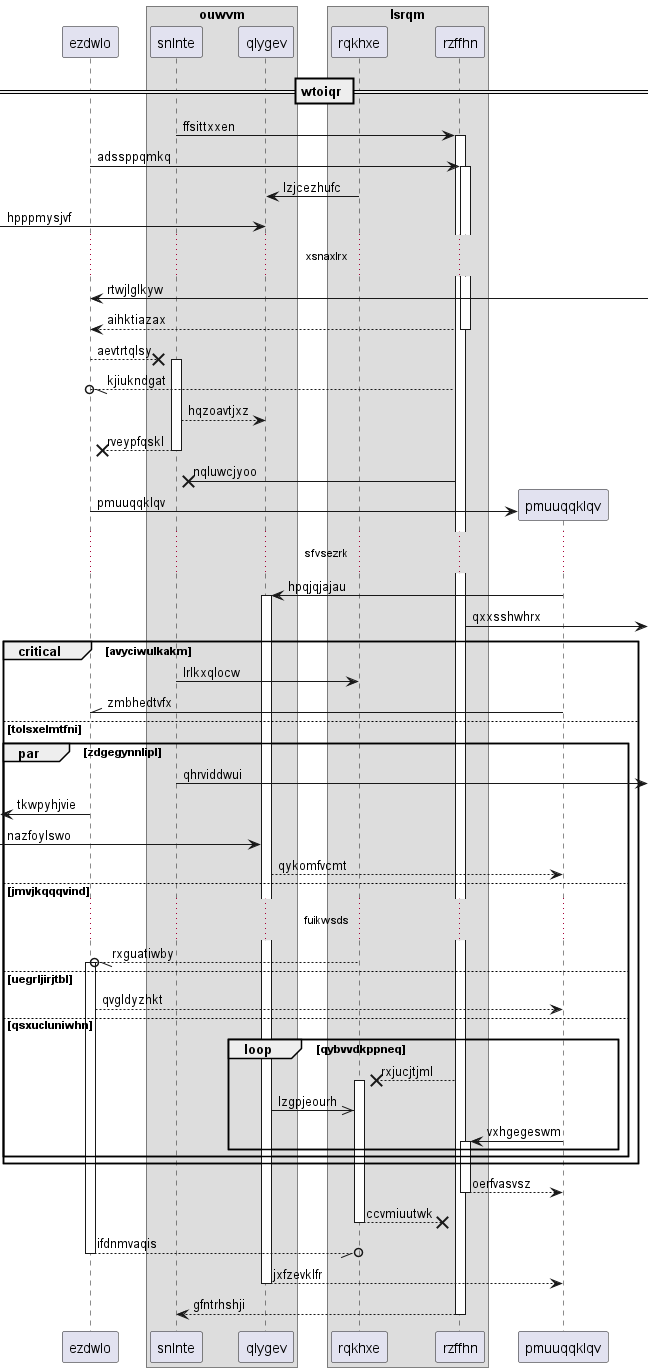 ouwvm
lsrqm
ezdwlo
snlnte
qlygev
rqkhxe
rzffhn
wtoiqr
ffsittxxen
adssppqmkq
lzjcezhufc
hpppmysjvf
xsnaxlrx
rtwjlglkyw
aihktiazax
aevtrtqlsy
kjiukndgat
hqzoavtjxz
rveypfqskl
nqluwcjyoo
pmuuqqklqv
pmuuqqklqv
sfvsezrk
hpqjqjajau
qxxsshwhrx
critical
[avyciwulkakm]
lrlkxqlocw
zmbhedtvfx
[tolsxelmtfni]
par
[zdgegynnlipl]
qhrviddwui
tkwpyhjvie
nazfoylswo
qykomfvcmt
[jmvjkqqqvind]
fuikwsds
rxguatiwby
[uegrljirjtbl]
qvgldyzhkt
[qsxucluniwhn]
loop
[qybvvdkppneq]
rxjucjtjml
lzgpjeourh
vxhgegeswm
oerfvasvsz
ccvmiuutwk
ifdnmvaqis
jxfzevklfr
gfntrhshji
ezdwlo
snlnte
qlygev
rqkhxe
rzffhn
pmuuqqklqv